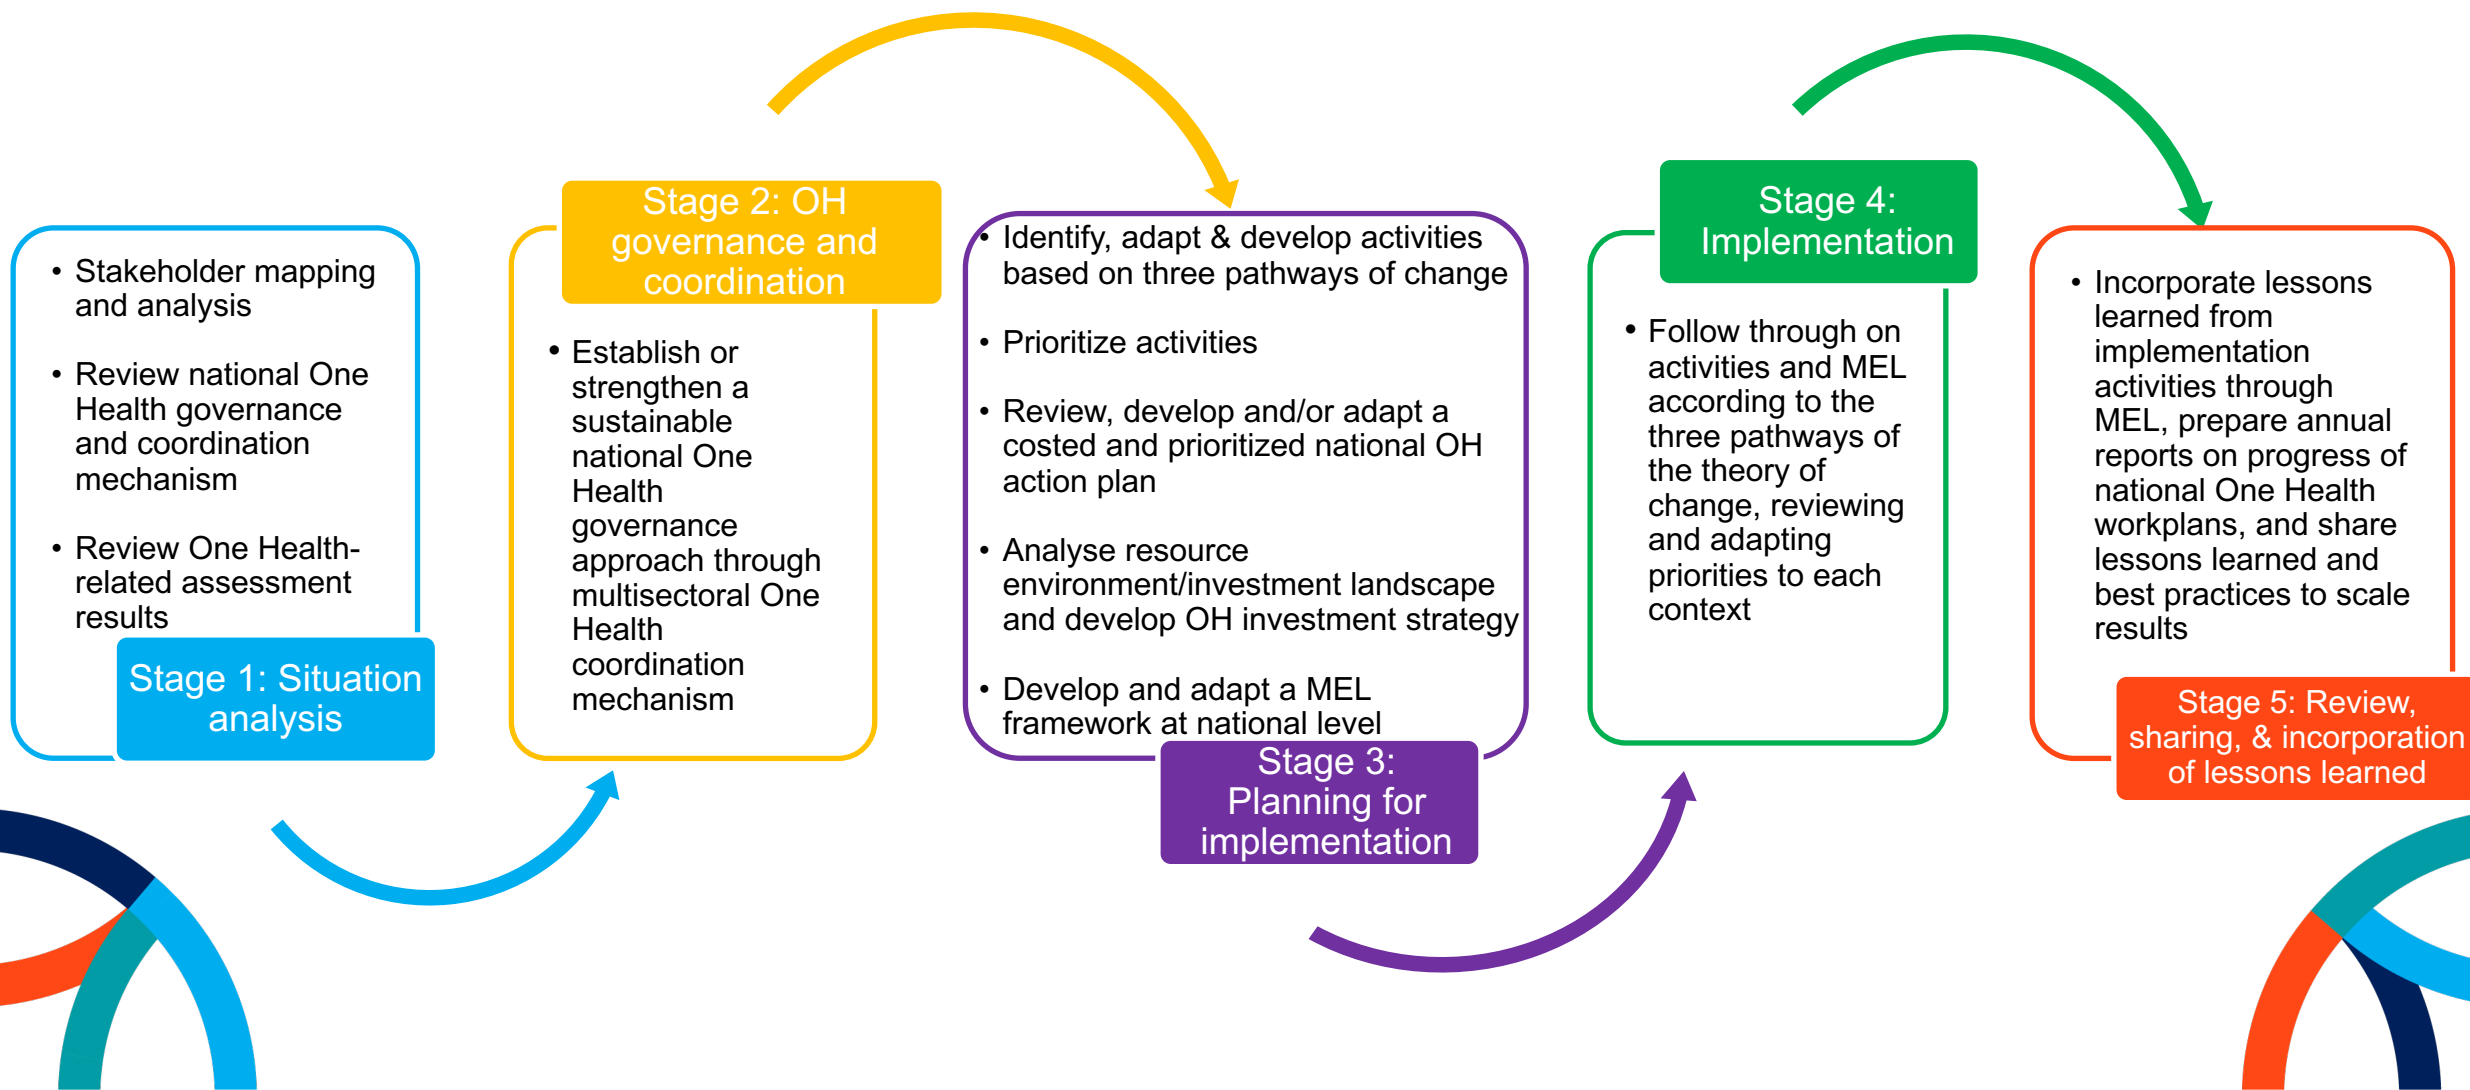 • Stakeholder mapping
and analysis
• Review national One
Health governance
and coordination
mechanism
• Review One Health-
related assessment
results
Stage 1: Situation
analysis
Stage 2: OH
governance and
coordination
• Establish or
strengthen a
sustainable
national One
Health
governance
approach through
multisectoral One
Health
coordination
mechanism
• Identify, adapt & develop activities
based on three pathways of change
• Prioritize activities
• Review, develop and/or adapt a
costed and prioritized national OH
action plan
• Analyse resource
environment/investment landscape
and develop OH investment strategy
• Develop and adapt a MEL
framework at national level
Stage 3:
Planning for
implementation
Stage 4:
Implementation
• Follow through on
activities and MEL
according to the
three pathways of
the theory of
change, reviewing
and adapting
priorities to each
context
• Incorporate lessons
learned from
implementation
activities through
MEL, prepare annual
reports on progress of
national One Health
workplans, and share
lessons learned and
best practices to scale
results
Stage 5: Review,
sharing, & incorporation
of lessons learned